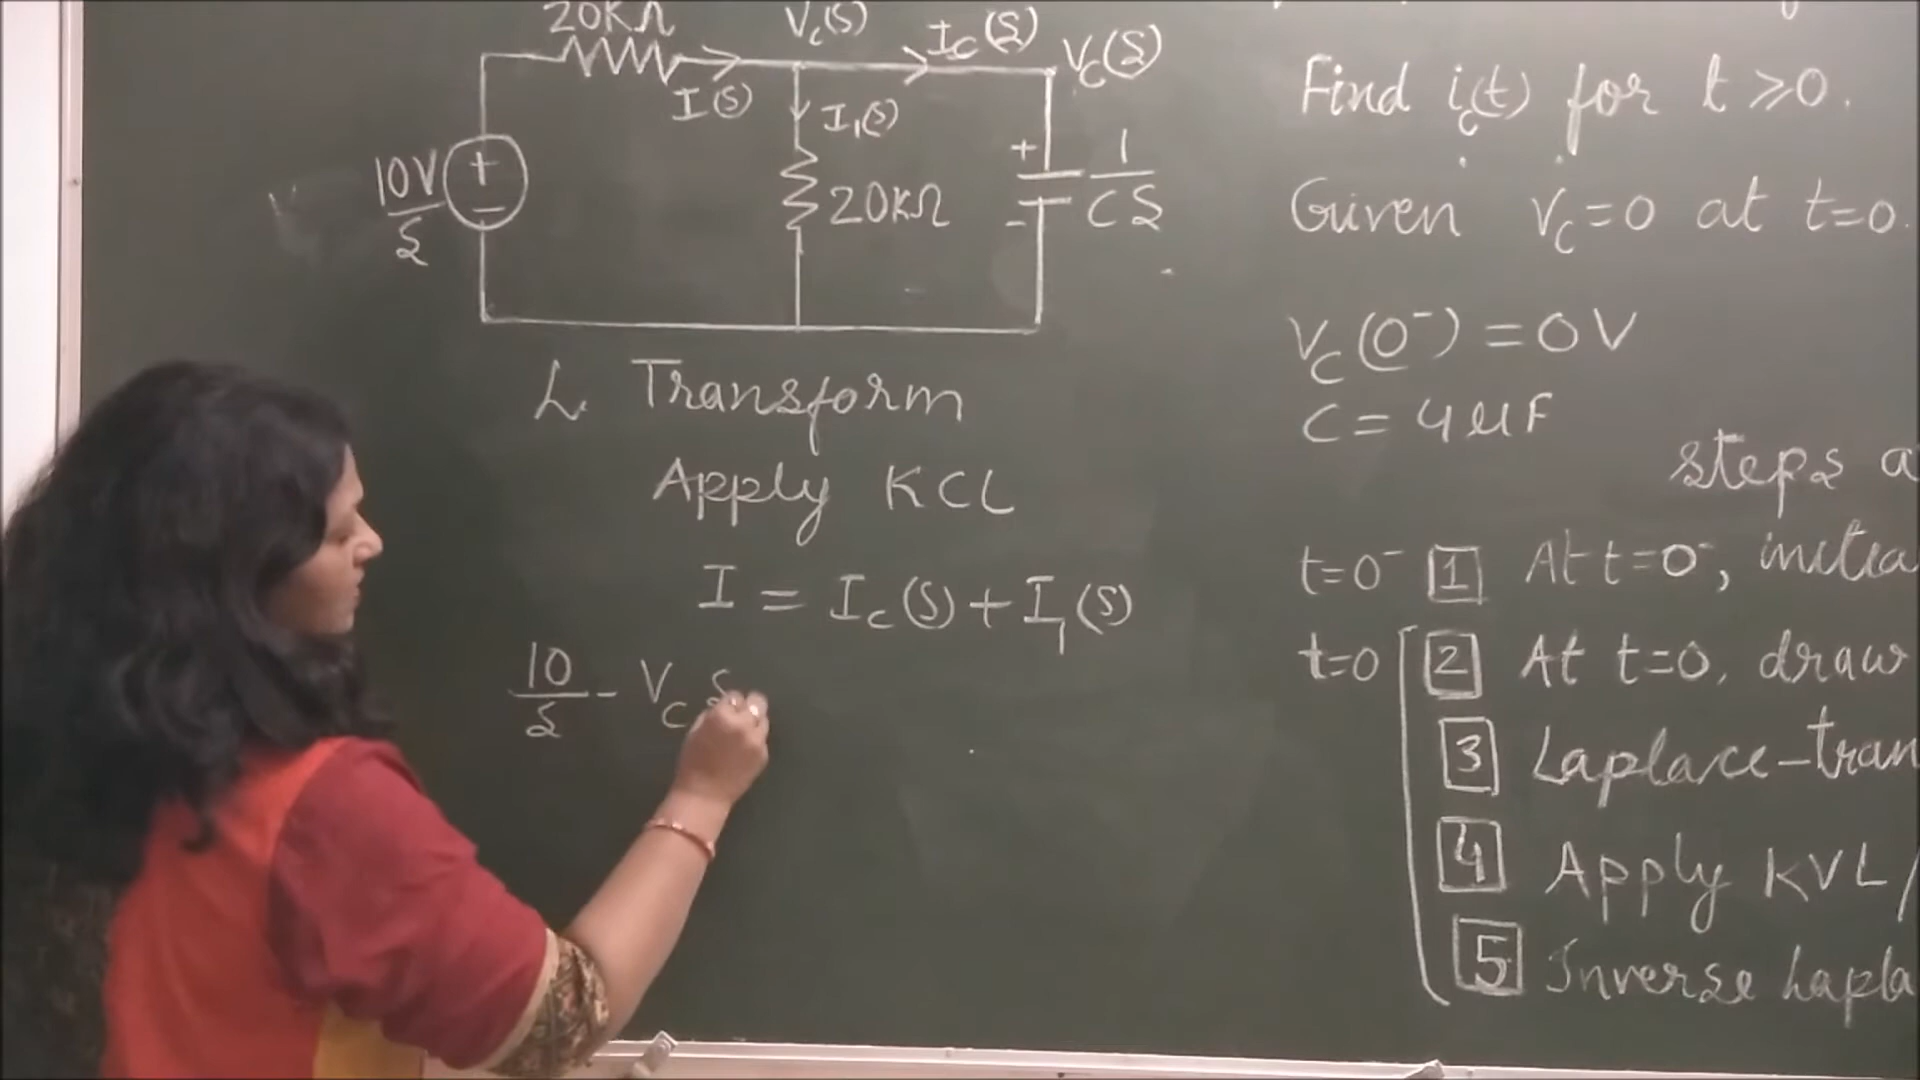 20KΩ
Vc(S)
Ic(S)
Vc(S)
I(S)
I1(S)
10V/S
+
-
20KΩ
+
-
1/CS
L Transform
Apply KCL
I = Ic(S) + I1(S)
10/S - Vc S
Find ic(t) for t ≥ 0.
Given Vc = 0 at t=0.
Vc(0-) = 0V
C = 4μF
steps a
t=0- 1 At t=0-, initia
t=0 2 At t=0, draw
3 Laplace-tran
4 Apply KVL/
5 Inverse Lapla